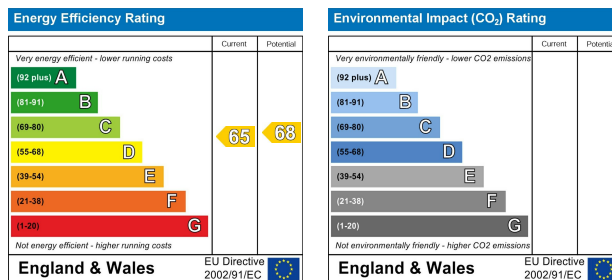 Energy Efficiency Rating
Current Potential
Very energy efficient - lower running costs
(92 plus) A
(81-91) B
(69-80) C
(55-68) D
(39-54) E
(21-38) F
(1-20) G
65 68
Not energy efficient - higher running costs
England & Wales
EU Directive
2002/91/EC
Environmental Impact (CO₂) Rating
Current Potentia
Very environmentally friendly - lower CO2 emissions
(92 plus) A
(81-91) B
(69-80) C
(55-68) D
(39-54) E
(21-38) F
(1-20) G
Not environmentally friendly - higher CO2 emissions
England & Wales
EU Directive
2002/91/EC